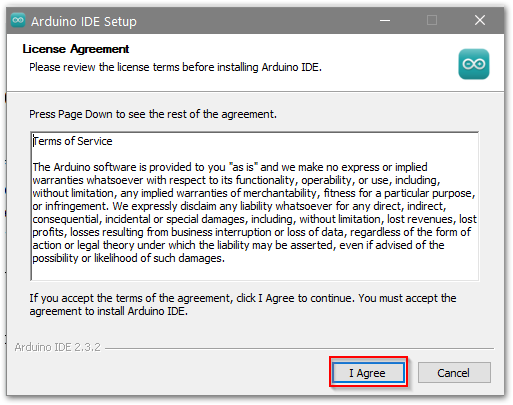 Arduino IDE Setup
License Agreement
Please review the license terms before installing Arduino IDE.
Press Page Down to see the rest of the agreement.
Terms of Service
The Arduino software is provided to you "as is" and we make no express or implied
warranties whatsoever with respect to its functionality, operability, or use, including,
without limitation, any implied warranties of merchantability, fitness for a particular purpose,
or infringement. We expressly disclaim any liability whatsoever for any direct, indirect,
consequential, incidental or special damages, including, without limitation, lost revenues, lost
profits, losses resulting from business interruption or loss of data, regardless of the form of
action or legal theory under which the liability may be asserted, even if advised of the
possibility or likelihood of such damages.
If you accept the terms of the agreement, click I Agree to continue. You must accept the
agreement to install Arduino IDE.
Arduino IDE 2.3.2
I Agree
Cancel